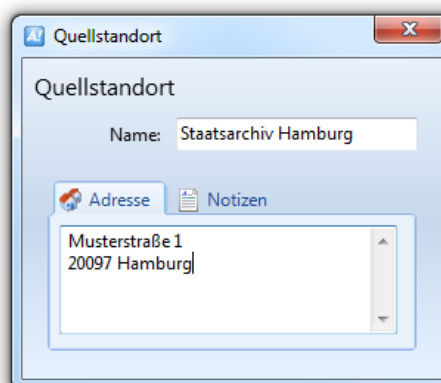 Quellstandort
Quellstandort
Name: Staatsarchiv Hamburg
Adresse Notizen
Musterstraße 1
20097 Hamburg